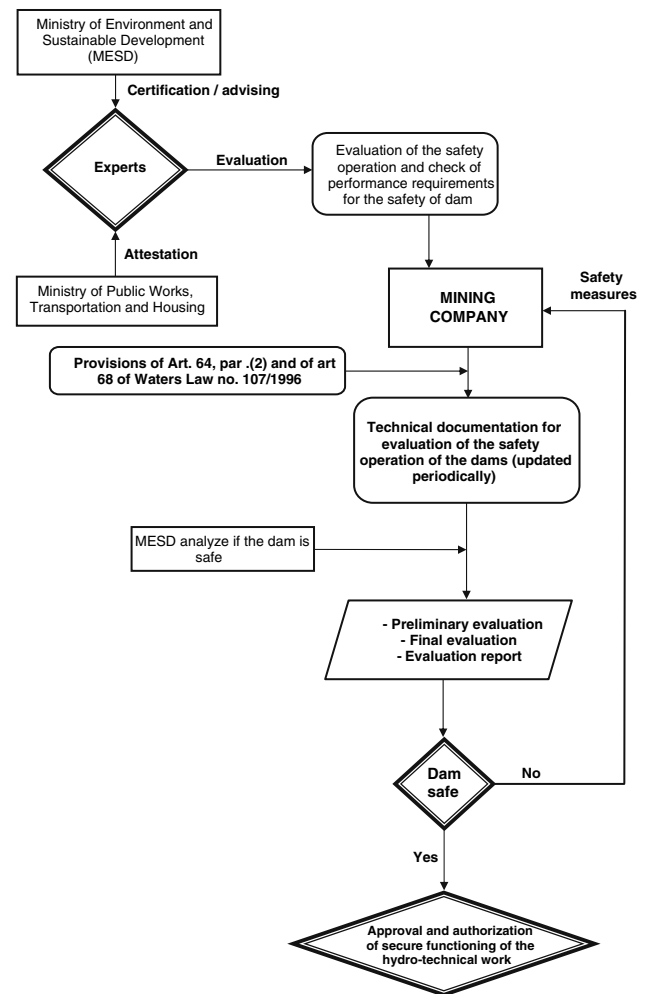 Ministry of Environment and
Sustainable Development
(MESD)
Certification / advising
Experts
Evaluation
Evaluation of the safety
operation and check of
performance requirements
for the safety of dam
Attestation
Ministry of Public Works,
Transportation and Housing
MINING
COMPANY
Safety
measures
Provisions of Art. 64, par .(2) and of art
68 of Waters Law no. 107/1996
Technical documentation for
evaluation of the safety
operation of the dams (updated
periodically)
MESD analyze if the dam is
safe
- Preliminary evaluation
- Final evaluation
- Evaluation report
Dam
safe
No
Yes
Approval and authorization
of secure functioning of the
hydro-technical work